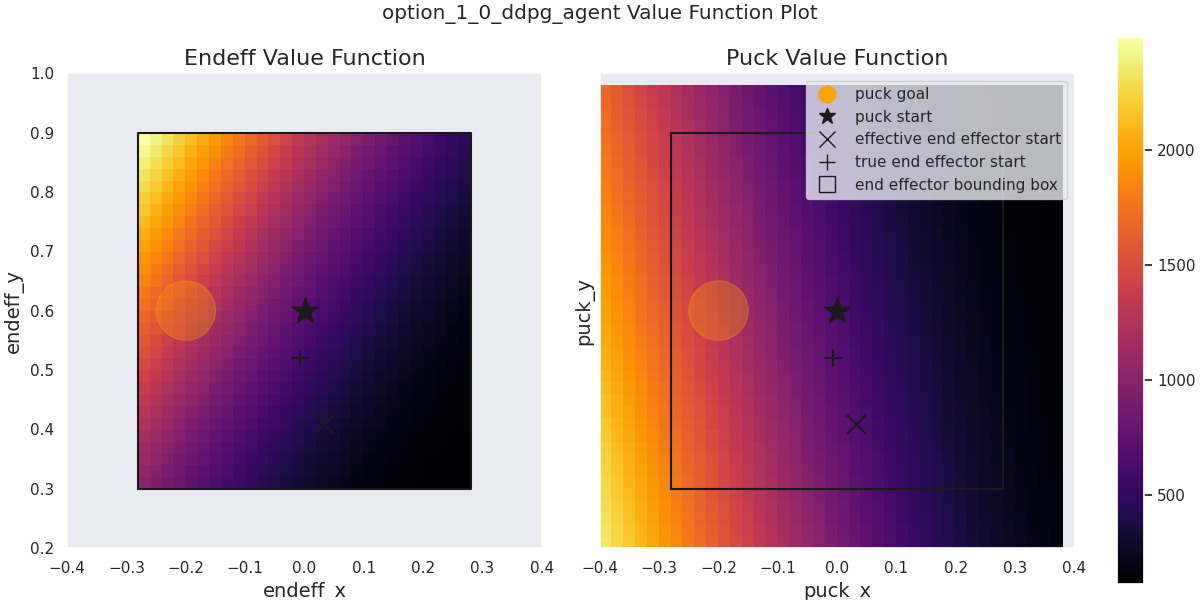 option_1_0_ddpg_agent Value Function Plot
Endeff Value Function
1.0
0.9
0.8
0.7
0.6
0.5
0.4
0.3
0.2
endeff_y
−0.4
−0.3
−0.2
−0.1
0.0
0.1
0.2
0.3
0.4
endeff_x
Puck Value Function
puck goal
puck start
effective end effector start
true end effector start
end effector bounding box
puck_y
−0.4
−0.3
−0.2
−0.1
0.0
0.1
0.2
0.3
0.4
puck_x
2000
1500
1000
500